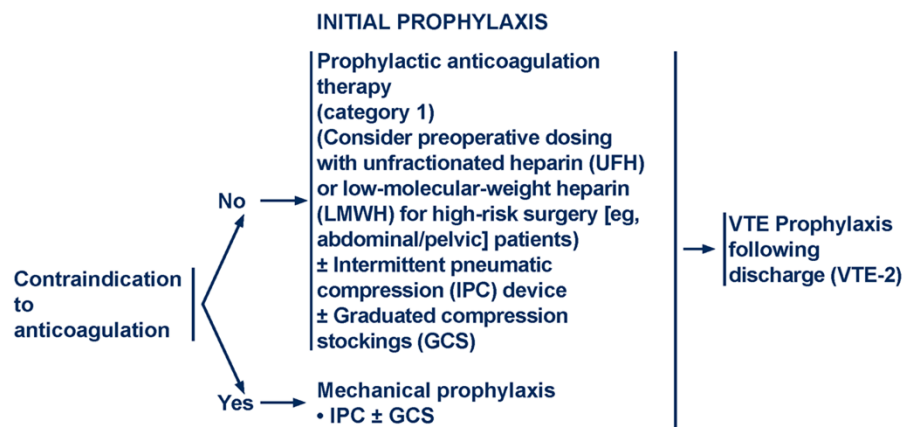 INITIAL PROPHYLAXIS
Contraindication
to
anticoagulation
No
Prophylactic anticoagulation
therapy
(category 1)
(Consider preoperative dosing
with unfractionated heparin (UFH)
or low-molecular-weight heparin
(LMWH) for high-risk surgery [eg,
abdominal/pelvic] patients)
± Intermittent pneumatic
compression (IPC) device
± Graduated compression
stockings (GCS)
Yes
Mechanical prophylaxis
• IPC ± GCS
VTE Prophylaxis
following
discharge (VTE-2)